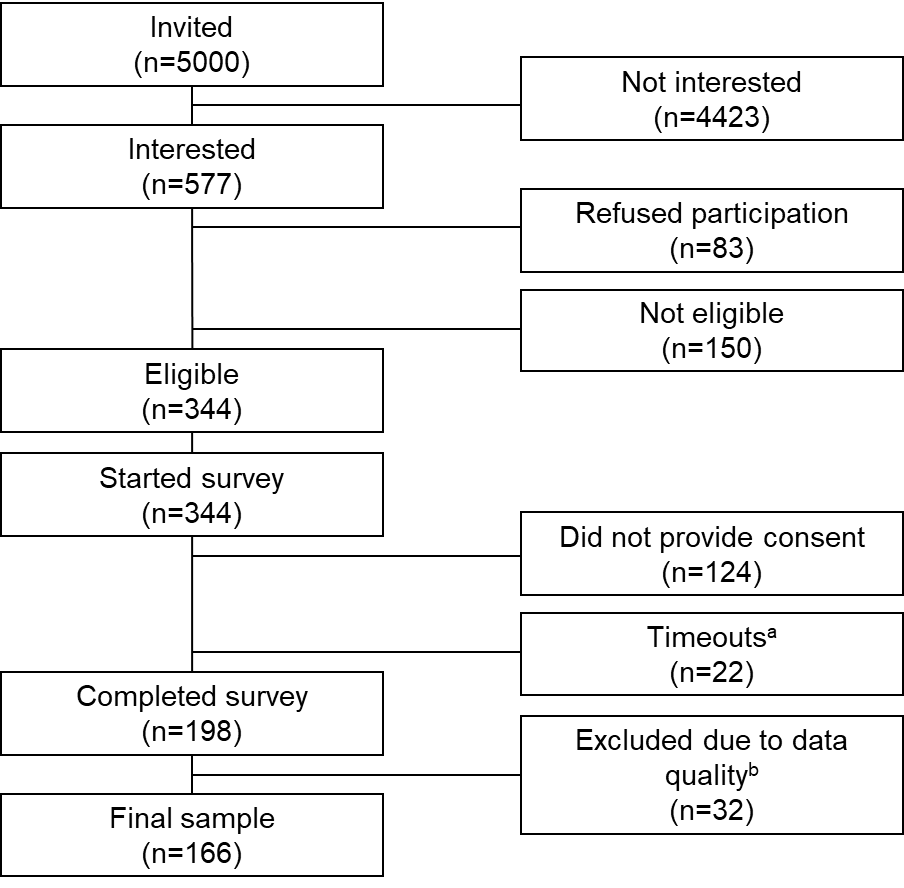 Invited
(n=5000)
Not interested
(n=4423)
Interested
(n=577)
Refused participation
(n=83)
Not eligible
(n=150)
Eligible
(n=344)
Started survey
(n=344)
Did not provide consent
(n=124)
Timeoutsᵃ
(n=22)
Completed survey
(n=198)
Excluded due to data
qualityᵇ
(n=32)
Final sample
(n=166)